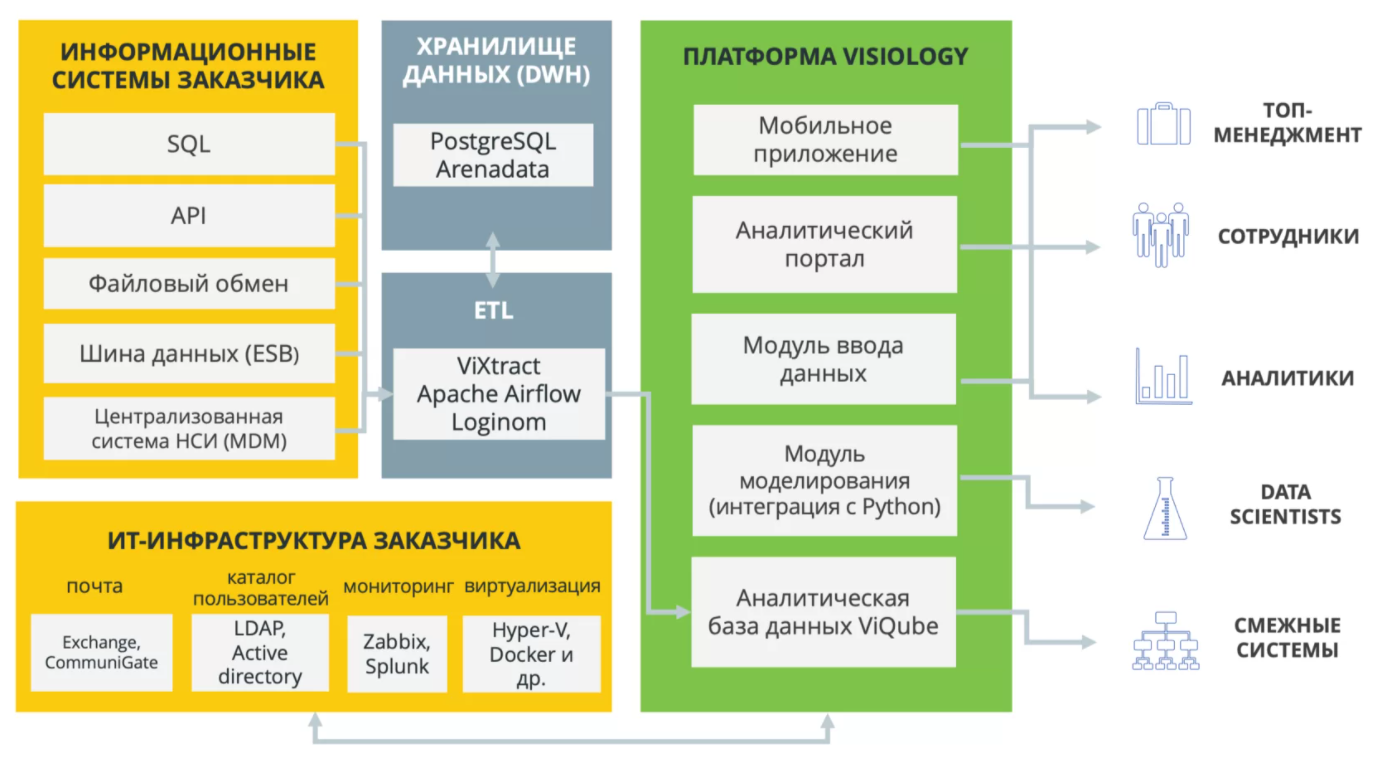 ИНФОРМАЦИОННЫЕ
СИСТЕМЫ ЗАКАЗЧИКА
SQL
API
Файловый обмен
Шина данных (ESB)
Централизованная
система НСИ (MDM)
ХРАНИЛИЩЕ
ДАННЫХ (DWH)
PostgreSQL
Arenadata
ETL
ViXtract
Apache Airflow
Loginom
ИТ-ИНФРАСТРУКТУРА ЗАКАЗЧИКА
почта
Exchange,
CommuniGate
каталог
пользователей
LDAP,
Active
directory
мониторинг
Zabbix,
Splunk
виртуализация
Hyper-V,
Docker и
др.
ПЛАТФОРМА VISIOLOGY
Мобильное
приложение
Аналитический
портал
Модуль ввода
данных
Модуль
моделирования
(интеграция с Python)
Аналитическая
база данных ViQube
ТОП-
МЕНЕДЖМЕНТ
СОТРУДНИКИ
АНАЛИТИКИ
DATA
SCIENTISTS
СМЕЖНЫЕ
СИСТЕМЫ